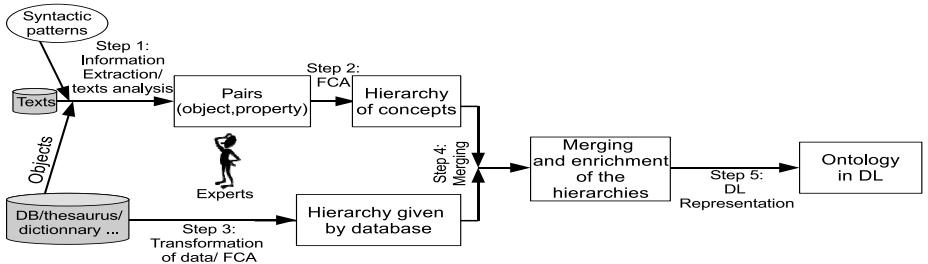 Syntactic
patterns
Step 1:
Information
Extraction/
texts analysis
Texts
Pairs
(object,property)
Step 2:
FCA
Hierarchy
of concepts
Objects
Experts
Step 4:
Merging
Merging
and enrichment
of the
hierarchies
Step 5:
DL
Representation
Ontology
in DL
DB/thesaurus/
dictionnary ...
Step 3:
Transformation
of data/ FCA
Hierarchy given
by database